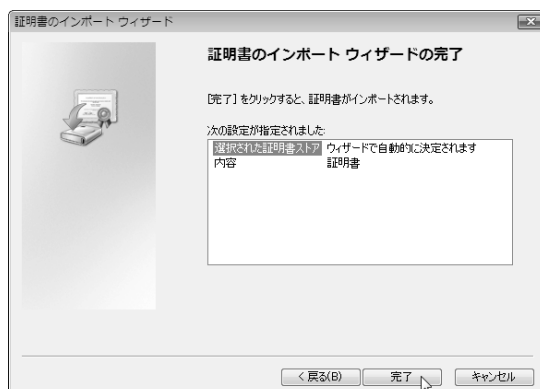 証明書のインポート ウィザード
証明書のインポート ウィザードの完了
[完了] をクリックすると、証明書がインポートされます。
次の設定が指定されました:
選択された証明書ストア ウィザードで自動的に決定されます
内容 証明書
< 戻る(B) 完了 キャンセル